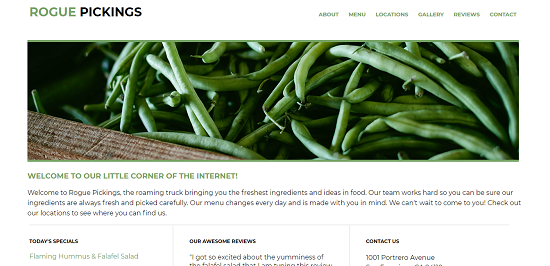 ROGUE PICKINGS
ABOUT MENU LOCATIONS GALLERY REVIEWS CONTACT
WELCOME TO OUR LITTLE CORNER OF THE INTERNET!
Welcome to Rogue Pickings, the roaming truck bringing you the freshest ingredients and ideas in food. Our team works hard so you can be sure our
ingredients are always fresh and picked carefully. Our menu changes every day and is made with you in mind. We can't wait to come to you! Check out
our locations to see where you can find us.
TODAY'S SPECIALS
Flaming Hummus & Falafel Salad
OUR AWESOME REVIEWS
"I got so excited about the yumminess of
the falafel salad that I am typing this review
CONTACT US
1001 Portrero Avenue